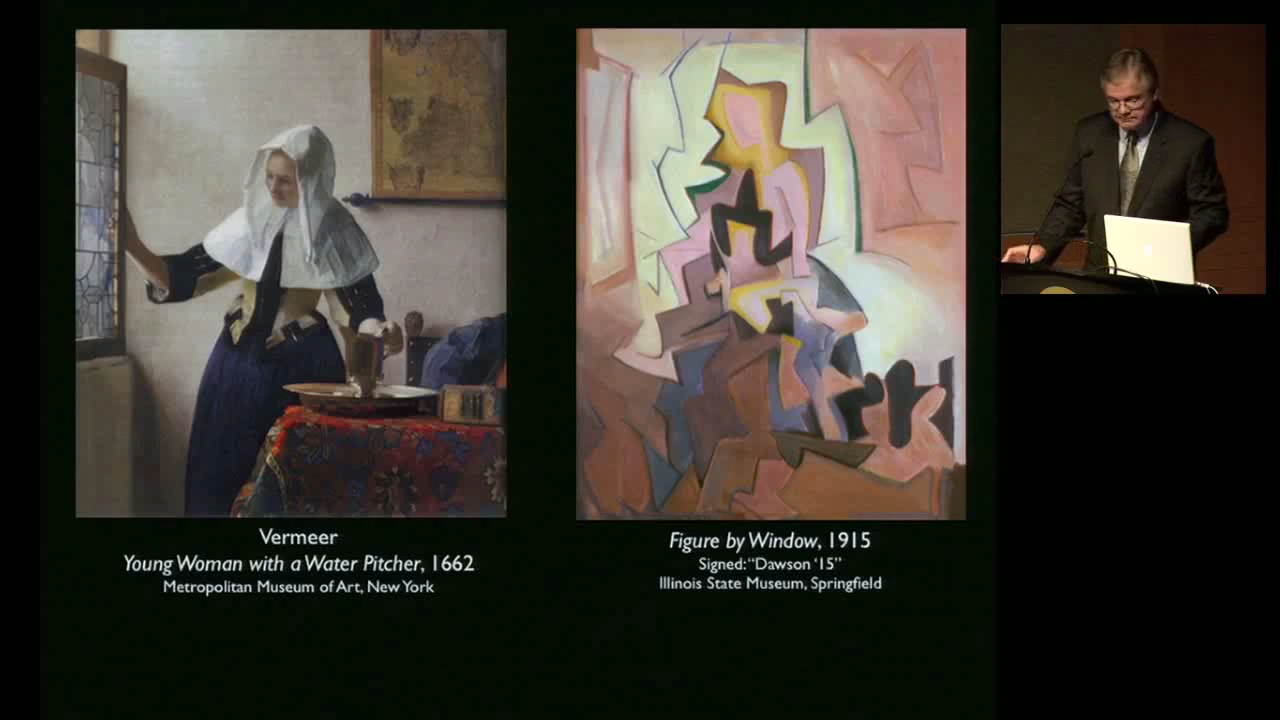 Vermeer
Young Woman with a Water Pitcher, 1662
Metropolitan Museum of Art, New York
Figure by Window, 1915
Signed: “Dawson ‘15”
Illinois State Museum, Springfield